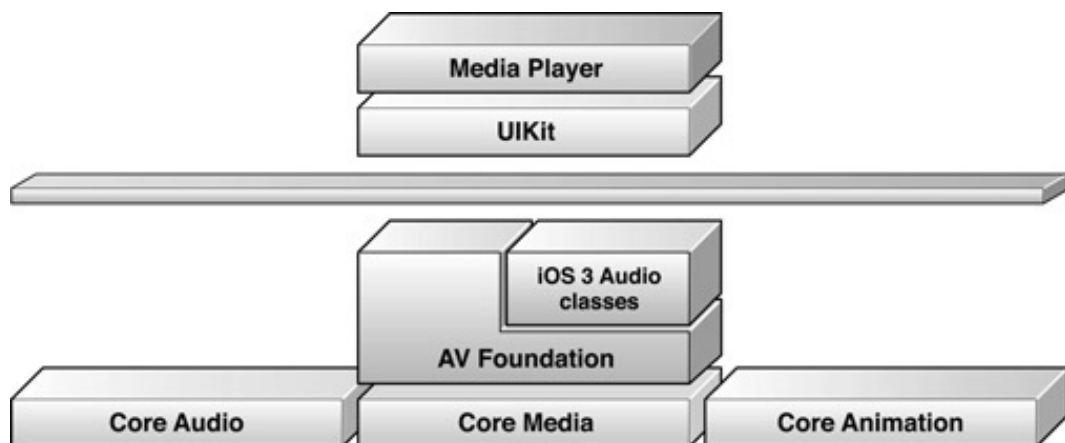 Media Player
UIKit
iOS 3 Audio
classes
AV Foundation
Core Audio
Core Media
Core Animation